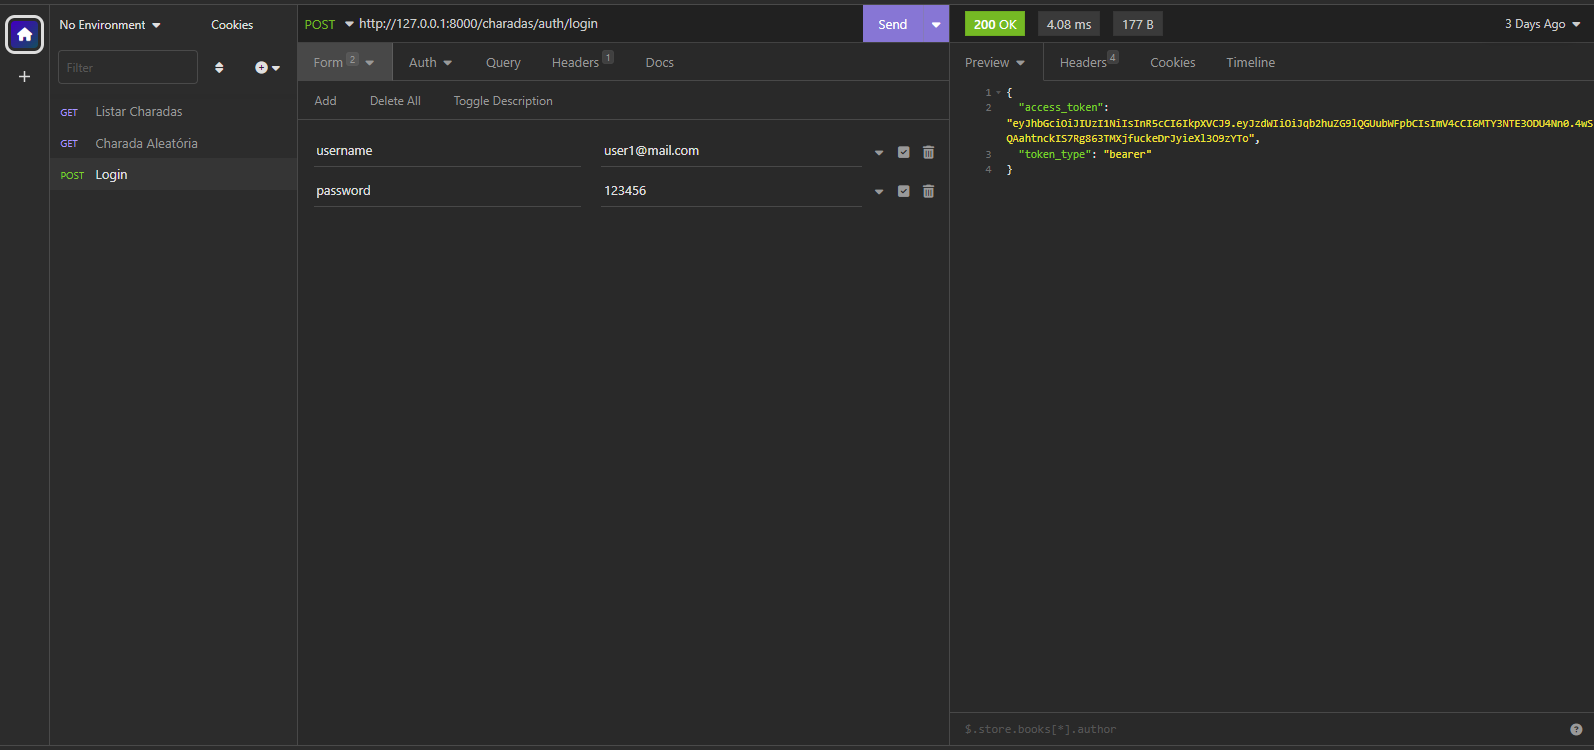 No Environment
Cookies
POST
http://127.0.0.1:8000/charadas/auth/login
Send
200 OK
4.08 ms
177 B
3 Days Ago
Filter
Form 2
Auth
Query
Headers 1
Docs
Preview
Headers 4
Cookies
Timeline
Add
Delete All
Toggle Description
GET Listar Charadas
GET Charada Aleatória
POST Login
username
user1@mail.com
password
123456
1 {
2 "access_token":
"eyJhbGciOiJIUzI1NiIsInR5cCI6IkpXVCJ9.eyJzdWIiOiJqb2huZG9lQGUubWFpbCIsImV4cCI6MTY3NTE3ODU4Nn0.4wS
QAahtnckIS7Rg863TMXjfuckeDrJyieXl3O9zYTo",
3 "token_type": "bearer"
4 }
$.store.books[*].author